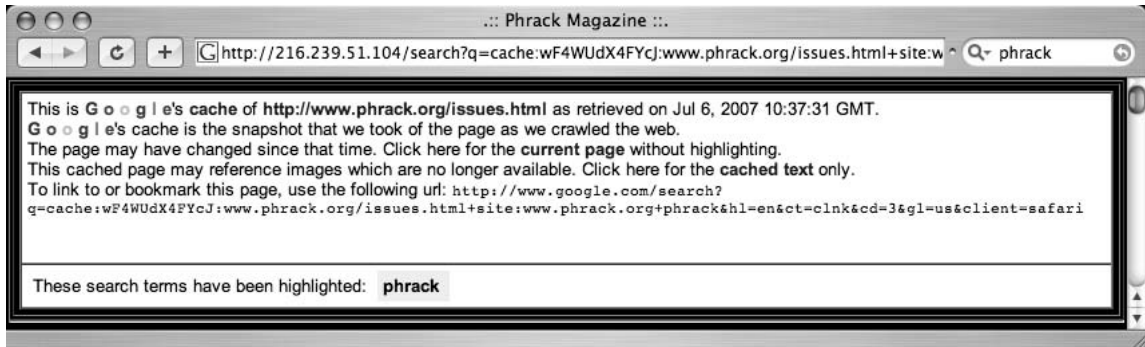 .:: Phrack Magazine ::.
http://216.239.51.104/search?q=cache:wF4WUdX4FYcJ:www.phrack.org/issues.html+site:w phrack
This is G o o g l e's cache of http://www.phrack.org/issues.html as retrieved on Jul 6, 2007 10:37:31 GMT.
G o o g l e's cache is the snapshot that we took of the page as we crawled the web.
The page may have changed since that time. Click here for the current page without highlighting.
This cached page may reference images which are no longer available. Click here for the cached text only.
To link to or bookmark this page, use the following url: http://www.google.com/search?
q=cache:wF4WUdX4FYcJ:www.phrack.org/issues.html+site:www.phrack.org+phrack&hl=en&ct=clnk&cd=3&gl=us&client=safari
These search terms have been highlighted: phrack